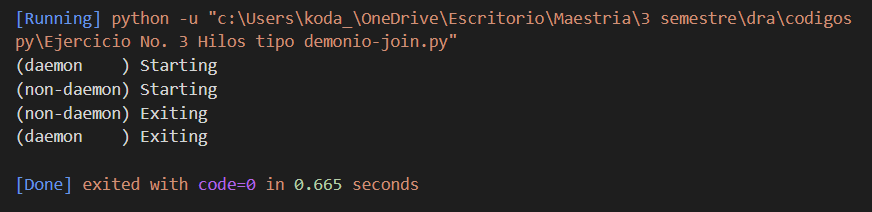 [Running] python -u "c:\Users\koda_\OneDrive\Escritorio\Maestria\3 semestre\dra\codigos
py\Ejercicio No. 3 Hilos tipo demonio-join.py"
(daemon    ) Starting
(non-daemon) Starting
(non-daemon) Exiting
(daemon    ) Exiting
[Done] exited with code=0 in 0.665 seconds